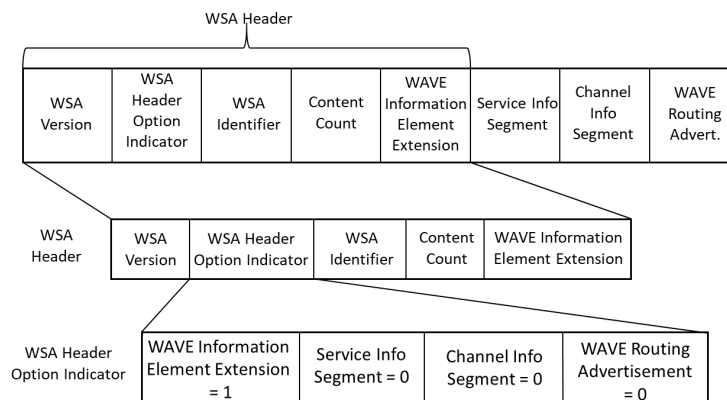 WSA Header
WSA
Version
WSA
Header
Option
Indicator
WSA
Identifier
Content
Count
WAVE
Information
Element
Extension
Service Info
Segment
Channel
Info
Segment
WAVE
Routing
Advert.
WSA
Header
WSA
Version
WSA Header
Option Indicator
WSA
Identifier
Content
Count
WAVE Information
Element Extension
WSA Header
Option Indicator
WAVE Information
Element Extension
= 1
Service Info
Segment = 0
Channel Info
Segment = 0
WAVE Routing
Advertisement
= 0